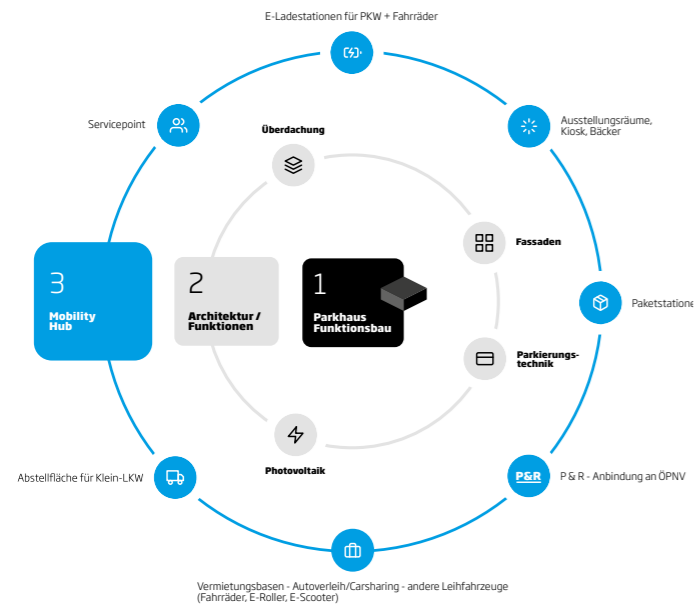 E-Ladestationen für PKW + Fahrräder
Servicepoint
Überdachung
Ausstellungsräume,
Kiosk, Bäcker
Fassaden
3
Mobility
Hub
2
Architektur /
Funktionen
1
Parkhaus
Funktionsbau
Paketstatione
Parkierungs-
technik
Photovoltaik
Abstellfläche für Klein-LKW
P&R
P & R - Anbindung an ÖPNV
Vermietungsbasen - Autoverleih/Carsharing - andere Leihfahrzeuge
(Fahrräder, E-Roller, E-Scooter)